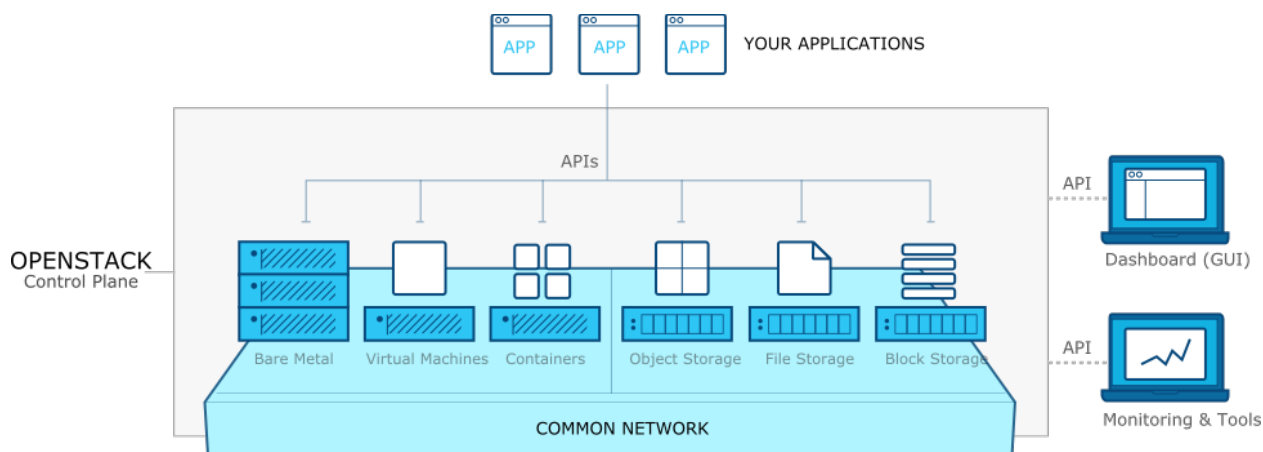 APP
APP
APP
YOUR APPLICATIONS
APIs
API
OPENSTACK
Control Plane
Dashboard (GUI)
Bare Metal
Virtual Machines
Containers
Object Storage
File Storage
Block Storage
API
Monitoring & Tools
COMMON NETWORK